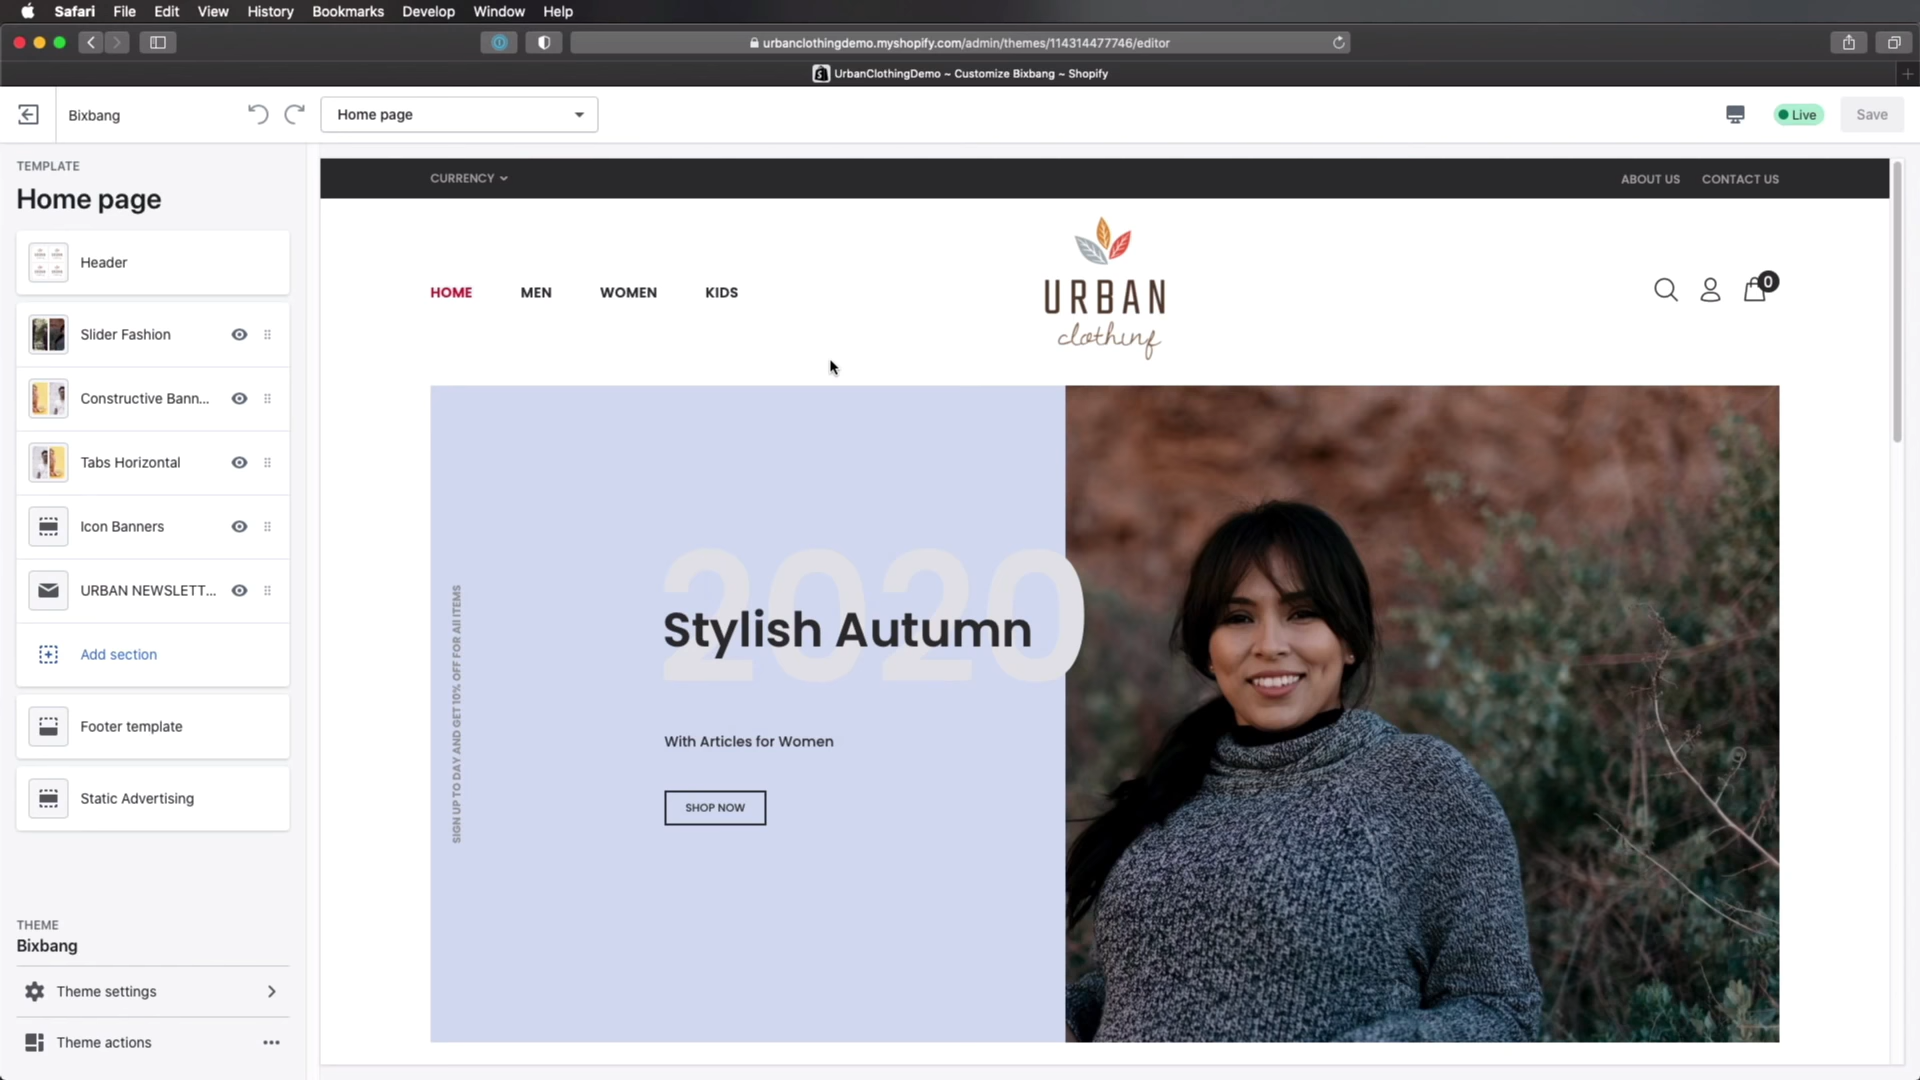 Safari File Edit View History Bookmarks Develop Window Help
urbanclothingdemo.myshopify.com/admin/themes/114314477746/editor
UrbanClothingDemo ~ Customize Bixbang ~ Shopify
Bixbang
Home page
Live
Save
TEMPLATE
Home page
Header
Slider Fashion
Constructive Bann...
Tabs Horizontal
Icon Banners
URBAN NEWSLETT...
Add section
Footer template
Static Advertising
THEME
Bixbang
Theme settings
Theme actions
CURRENCY
ABOUT US CONTACT US
HOME MEN WOMEN KIDS
URBAN
clothing
0
SIGN UP TO DAY AND GET 10% OFF FOR All ITEMS
2020
Stylish Autumn
With Articles for Women
SHOP NOW